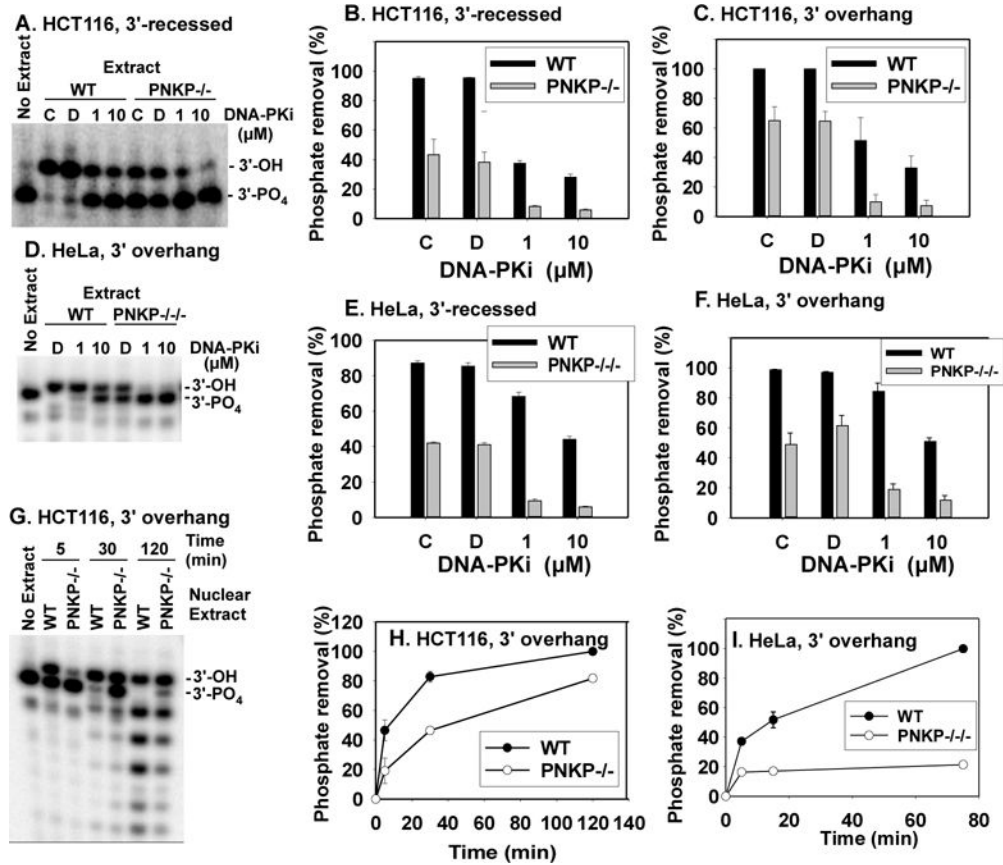 A. HCT116, 3'-recessed
No Extract
Extract
WT PNKP-/-
C D 1 10 C D 1 10 DNA-PKi
(µM)
- 3'-OH
- 3'-PO4
B. HCT116, 3'-recessed
Phosphate removal (%)
100
80
60
40
20
0
WT
PNKP-/-
C D 1 10
DNA-PKi (µM)
C. HCT116, 3' overhang
Phosphate removal (%)
100
80
60
40
20
0
WT
PNKP-/-
C D 1 10
DNA-PKi (µM)
D. HeLa, 3' overhang
No Extract
Extract
WT PNKP-/-/-
D 1 10 D 1 10 DNA-PKi
(µM)
-3'-OH
-3'-PO4
E. HeLa, 3'-recessed
Phosphate removal (%)
100
80
60
40
20
0
WT
PNKP-/-/-
C D 1 10
DNA-PKi (µM)
F. HeLa, 3' overhang
Phosphate removal (%)
100
80
60
40
20
0
WT
PNKP-/-/-
C D 1 10
DNA-PKi (µM)
G. HCT116, 3' overhang
No Extract
5 30 120 Time
(min)
WT PNKP-/- WT PNKP-/- WT PNKP-/- Nuclear
Extract
-3'-OH
-3'-PO4
H. HCT116, 3' overhang
Phosphate removal (%)
120
100
80
60
40
20
0
WT
PNKP-/-
0 20 40 60 80 100 120 140
Time (min)
I. HeLa, 3' overhang
Phosphate removal (%)
100
80
60
40
20
0
WT
PNKP-/-/-
0 20 40 60 80
Time (min)